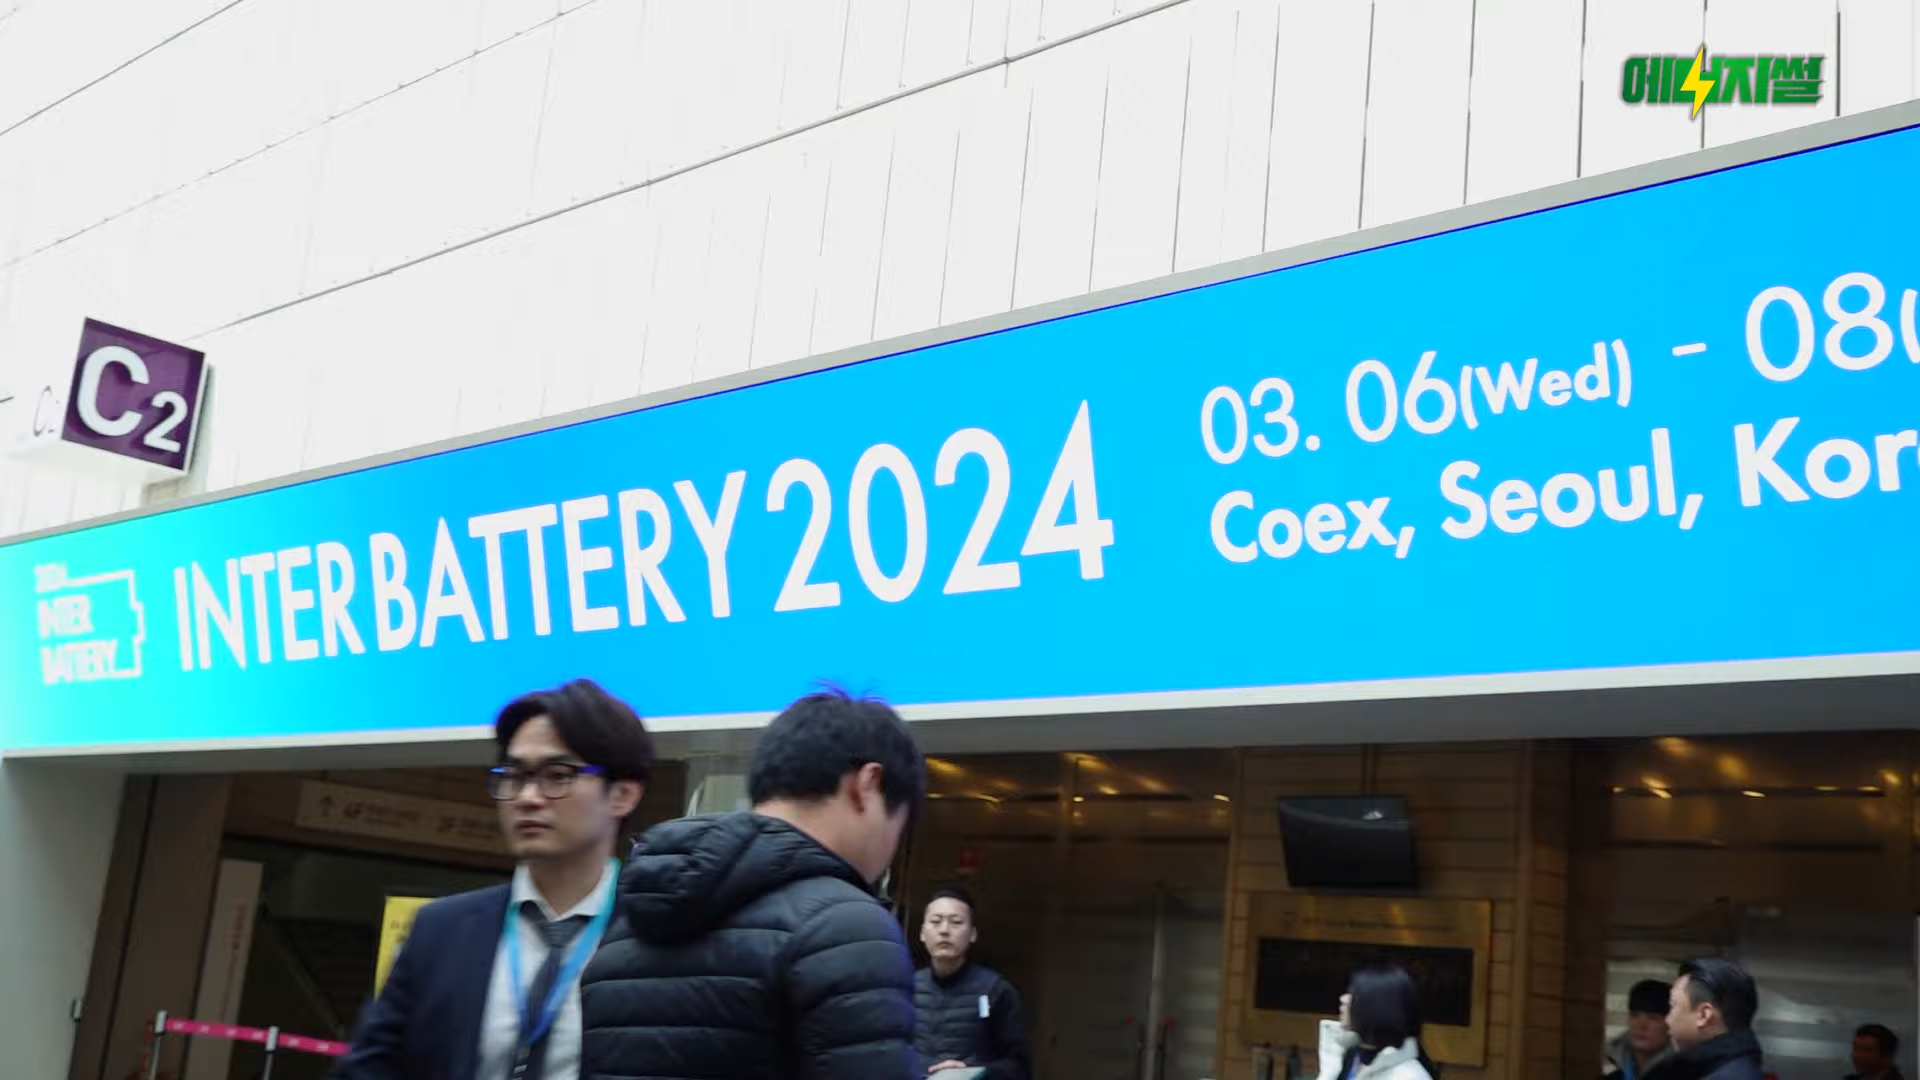 에너지썰
C2
INTER BATTERY 2024
03. 06(Wed) - 08(
Coex, Seoul, Kor
2024
INTER
BATTERY